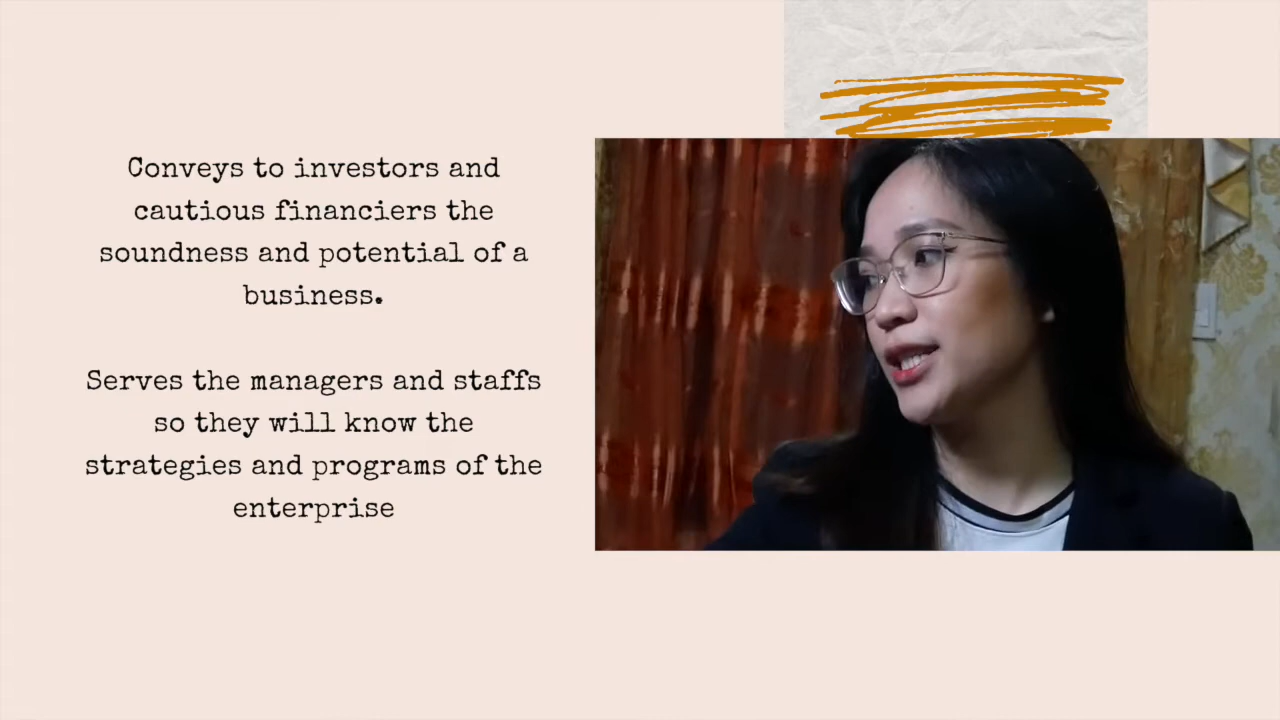 Conveys to investors and
cautious financiers the
soundness and potential of a
business.
Serves the managers and staffs
so they will know the
strategies and programs of the
enterprise